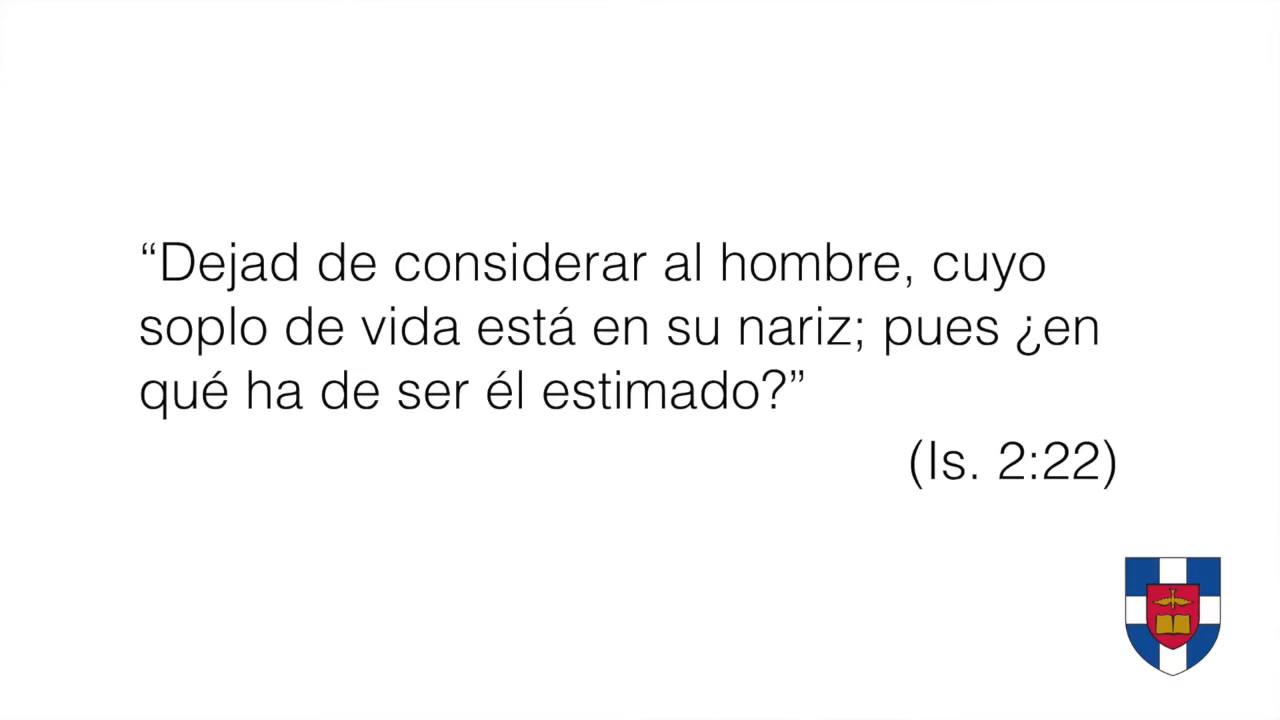 “Dejad de considerar al hombre, cuyo
soplo de vida está en su nariz; pues ¿en
qué ha de ser él estimado?”
(Is. 2:22)